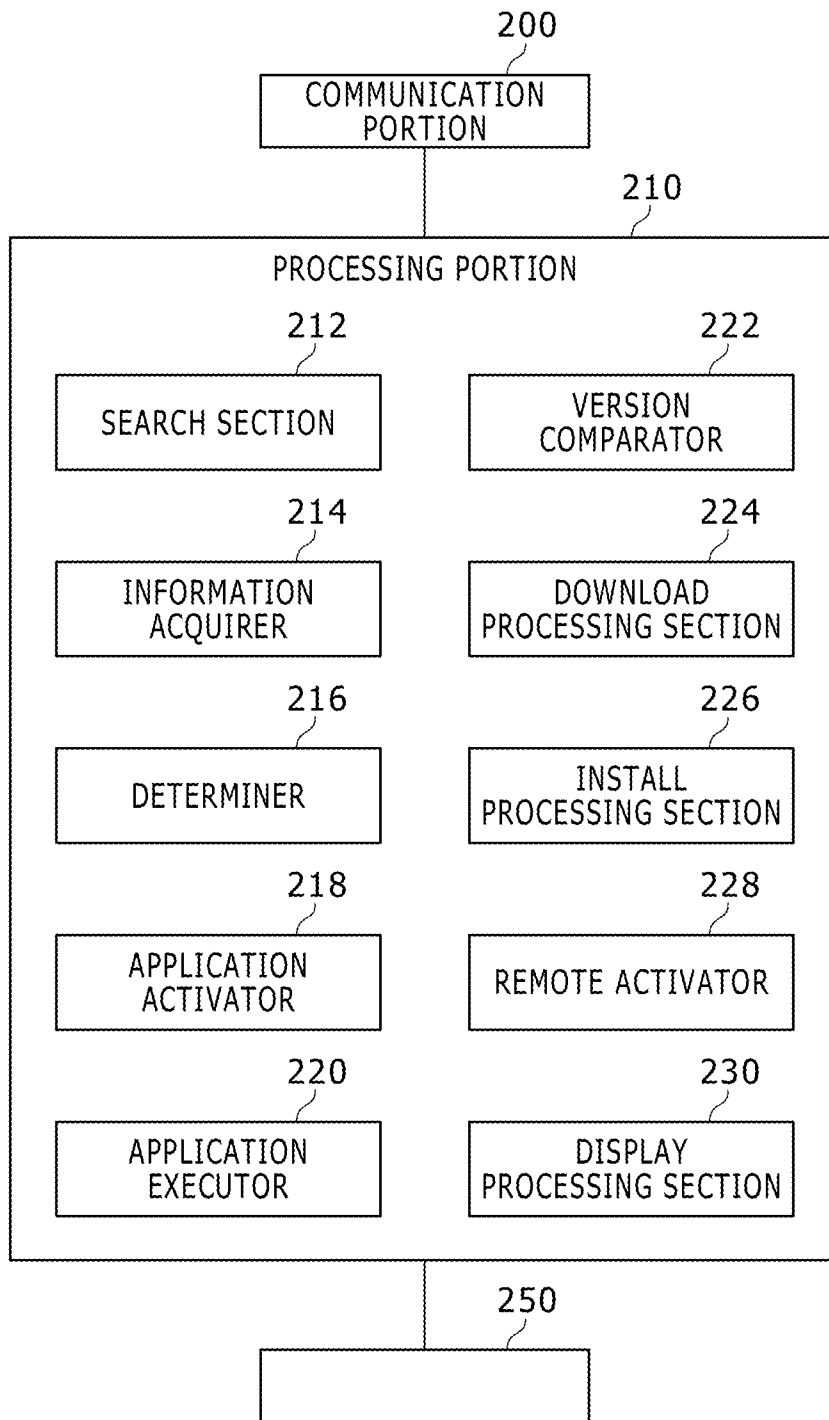 200
COMMUNICATION
PORTION
210
PROCESSING PORTION
212
SEARCH SECTION
222
VERSION
COMPARATOR
214
INFORMATION
ACQUIRER
224
DOWNLOAD
PROCESSING SECTION
216
DETERMINER
226
INSTALL
PROCESSING SECTION
218
APPLICATION
ACTIVATOR
228
REMOTE ACTIVATOR
220
APPLICATION
EXECUTOR
230
DISPLAY
PROCESSING SECTION
250